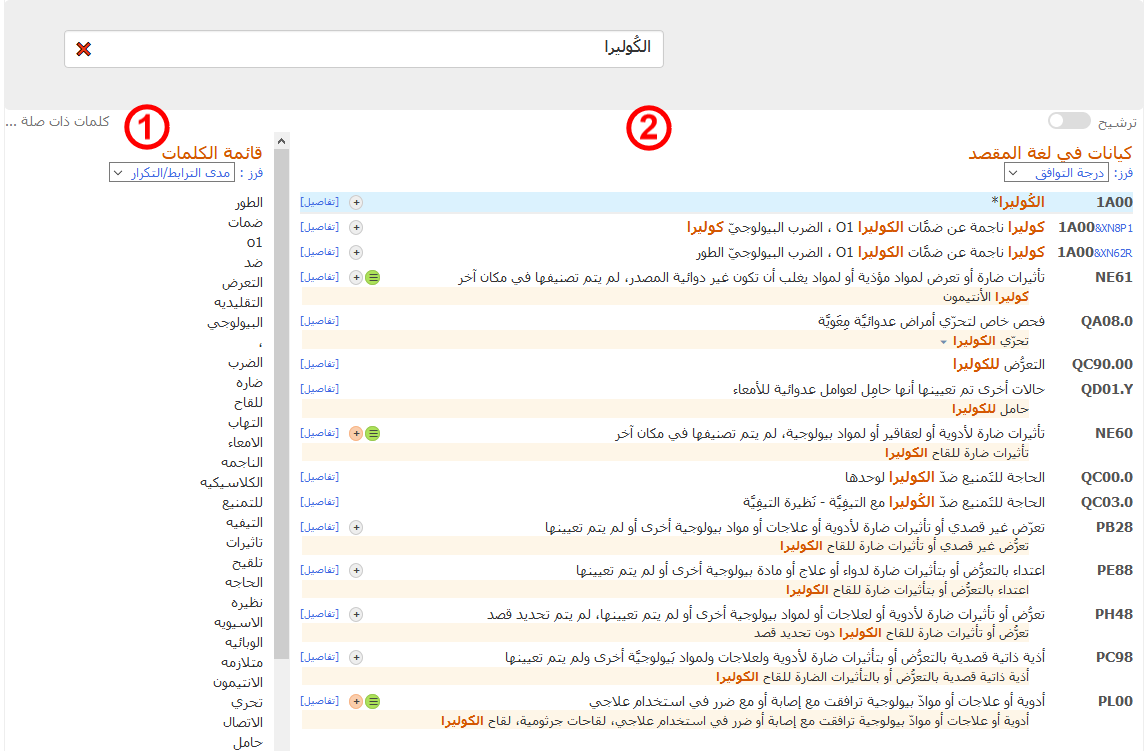 الكُوليرا
كلمات ذات صلة ...
1
2
ترشيح
كيانات في لغة المقصد
فرز: درجة التوافق
1A00 الكُوليرا* [تفاصيل]
1A00&XN8P1 كوليرا ناجمة عن ضمَّات الكوليرا O1 ، الضرب البيولوجيّ كوليرا [تفاصيل]
1A00&XN62R كوليرا ناجمة عن ضمَّات الكوليرا O1 ، الضرب البيولوجيّ الطور [تفاصيل]
NE61 تأثيرات ضارة أو تعرض لمواد مؤذية أو لمواد يغلب أن تكون غير دوائية المصدر، لم يتم تصنيفها في مكان آخر [تفاصيل]
كوليرا الأنتيمون
QA08.0 فحص خاص لتحرّي أمراض عدوائيَّة مِعَويَّة [تفاصيل]
تحرّي الكوليرا
QC90.00 التعرُّض للكوليرا [تفاصيل]
QD01.Y حالات أخرى تم تعيينها أنها حامِل لعوامل عدوائية للأمعاء [تفاصيل]
حامل للكوليرا
NE60 تأثيرات ضارة لأدوية أو لعقاقير أو لمواد بيولوجية، لم يتم تصنيفها في مكان آخر [تفاصيل]
تأثيرات ضارة للقاح الكوليرا
QC00.0 الحاجة للتَمنيع ضدّ الكوليرا لوحدها [تفاصيل]
QC03.0 الحاجة للتَمنيع ضدّ الكُوليرا مع التيفِيَّة - نَظيرة التيفِيَّة [تفاصيل]
PB28 تعرّض غير قصدي أو تأثيرات ضارة لأدوية أو علاجات أو مواد بيولوجية أخرى أو لم يتم تعيينها [تفاصيل]
تعرُّض غير قصدي أو تأثيرات ضارة للقاح الكوليرا
PE88 اعتداء بالتعرُّض أو بتأثيرات ضارة لدواء أو علاج أو مادة بيولوجية أخرى أو لم يتم تعيينها [تفاصيل]
اعتداء بالتعرُّض أو بتأثيرات ضارة للقاح الكوليرا
PH48 تعرُّض أو تأثيرات ضارة لأدوية أو لعلاجات أو لمواد بيولوجية أخرى أو لم يتم تعيينها، لم يتم تحديد قصد [تفاصيل]
تعرُّض أو تأثيرات ضارة للقاح الكوليرا دون تحديد قصد
PC98 أذية ذاتية قصدية بالتعرُّض أو بتأثيرات ضارة لأدوية ولعلاجات ولمواد بَيولوجيَّة أخرى ولم يتم تعيينها [تفاصيل]
أذية ذاتية قصدية بالتعرُّض أو بالتأثيرات الضارة للقاح الكوليرا
PL00 أدوية أو علاجات أو موادّ بيولوجية ترافقت مع إصابة أو مع ضرر في استخدام علاجي [تفاصيل]
أدوية أو علاجات أو موادّ بيولوجية ترافقت مع إصابة أو ضرر في استخدام علاجي، لقاحات جرثومية، لقاح الكوليرا
قائمة الكلمات
فرز : مدى الترابط/التكرار
الطور
ضمات
o1
ضد
التعرض
التقليديه
البيولوجي
،
الضرب
ضاره
للقاح
التهاب
الامعاء
الناجمه
الكلاسيكيه
للتمنيع
التيفيه
تاثيرات
تلقيح
الحاجه
نظيره
الاسيويه
الوبائيه
متلازمه
الانتيمون
تحري
الاتصال
حامل